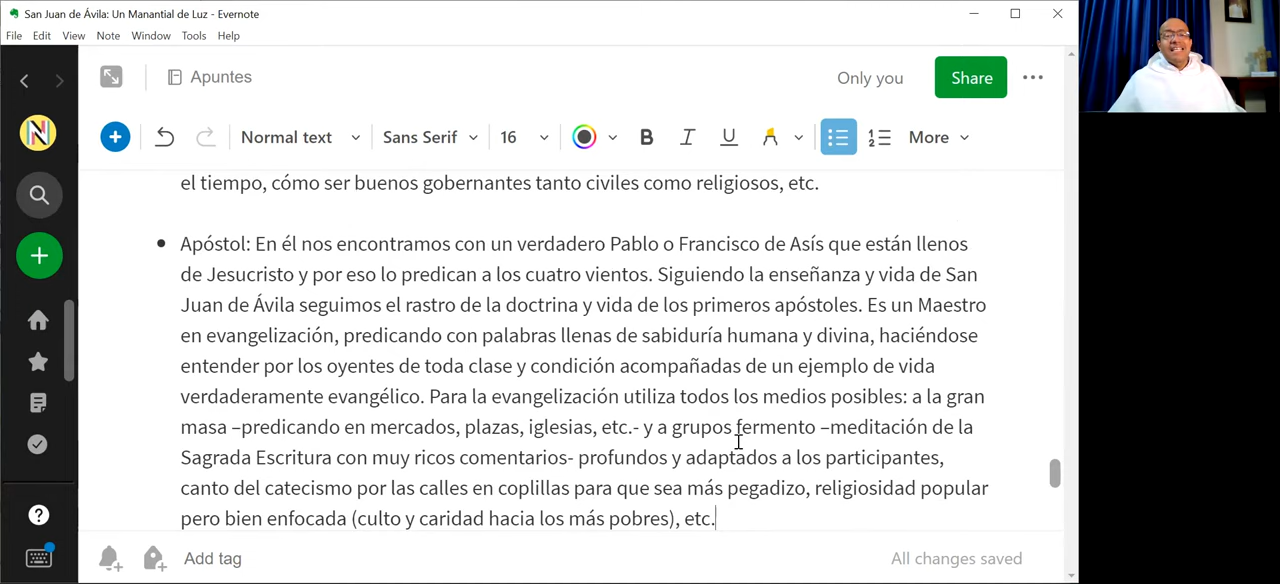 San Juan de Ávila: Un Manantial de Luz - Evernote
File Edit View Note Window Tools Help
Apuntes
Only you
Share
Normal text
Sans Serif
16
B I U
1
2
More
el tiempo, cómo ser buenos gobernantes tanto civiles como religiosos, etc.
• Apóstol: En él nos encontramos con un verdadero Pablo o Francisco de Asís que están llenos
de Jesucristo y por eso lo predican a los cuatro vientos. Siguiendo la enseñanza y vida de San
Juan de Ávila seguimos el rastro de la doctrina y vida de los primeros apóstoles. Es un Maestro
en evangelización, predicando con palabras llenas de sabiduría humana y divina, haciéndose
entender por los oyentes de toda clase y condición acompañadas de un ejemplo de vida
verdaderamente evangélico. Para la evangelización utiliza todos los medios posibles: a la gran
masa –predicando en mercados, plazas, iglesias, etc.- y a grupos fermento –meditación de la
Sagrada Escritura con muy ricos comentarios- profundos y adaptados a los participantes,
canto del catecismo por las calles en coplillas para que sea más pegadizo, religiosidad popular
pero bien enfocada (culto y caridad hacia los más pobres), etc.
Add tag
All changes saved